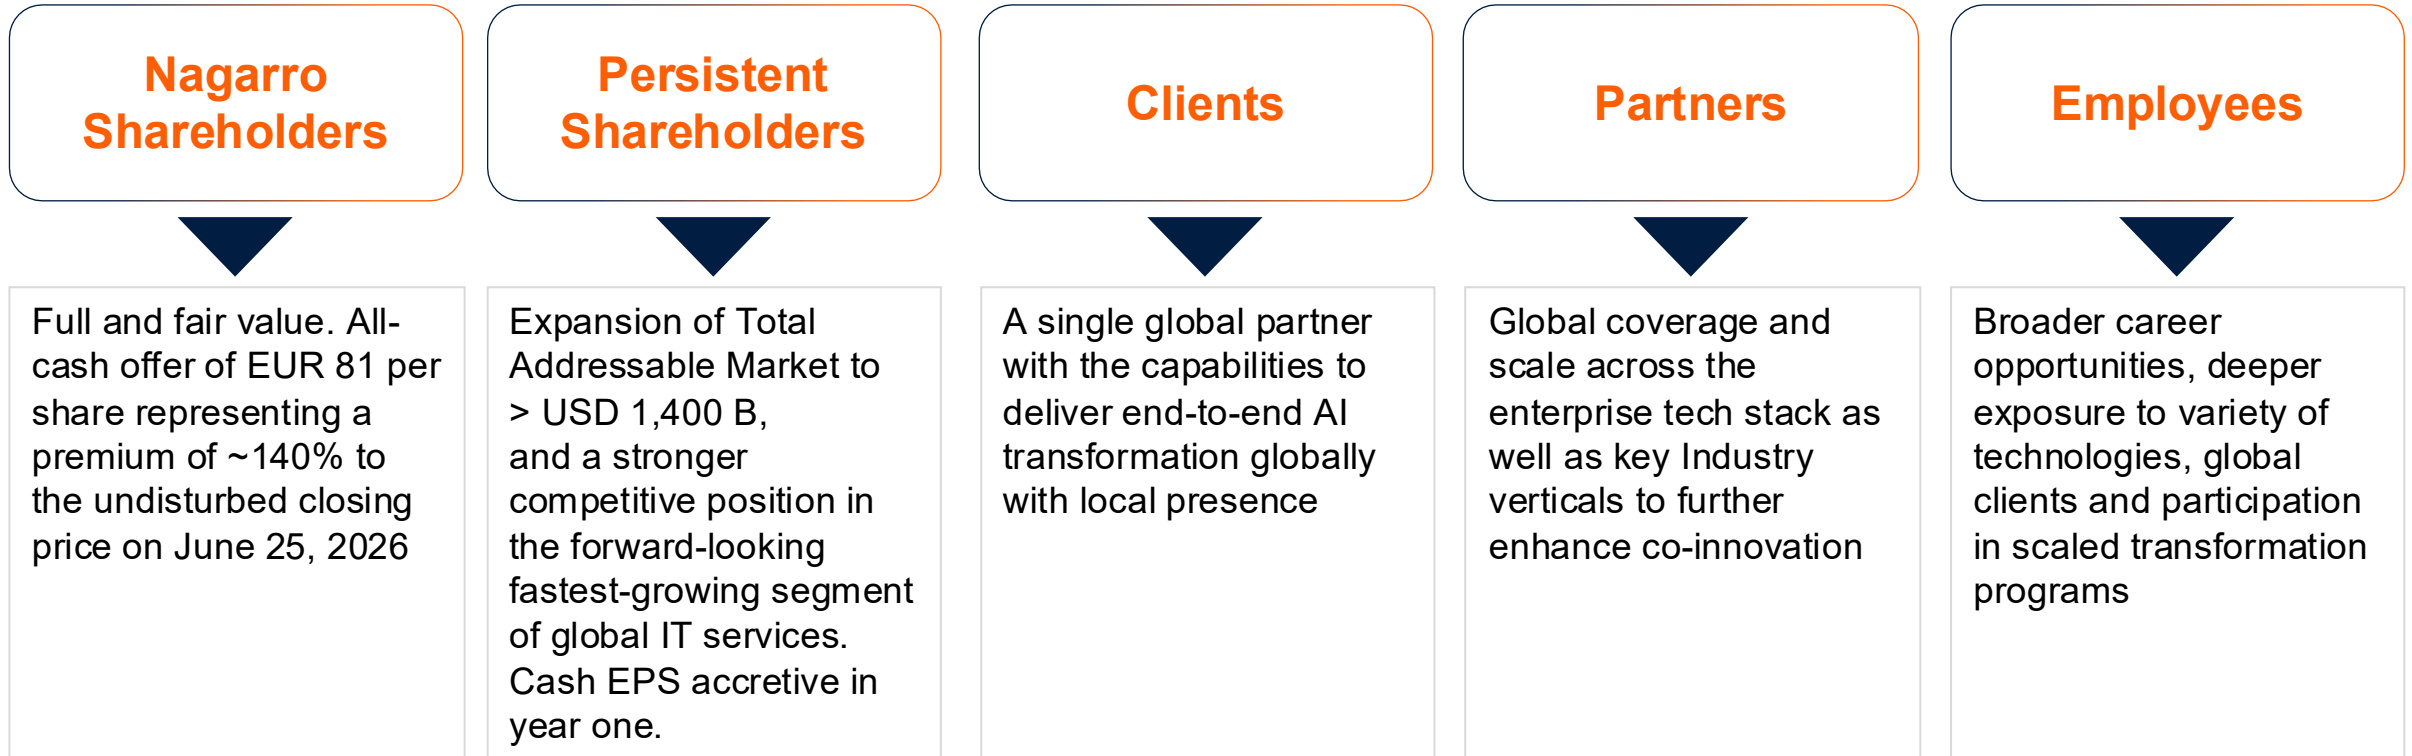 Nagarro
Shareholders
Persistent
Shareholders
Clients
Partners
Employees
Full and fair value. All-
cash offer of EUR 81 per
share representing a
premium of ~140% to
the undisturbed closing
price on June 25, 2026
Expansion of Total
Addressable Market to
> USD 1,400 B,
and a stronger
competitive position in
the forward-looking
fastest-growing segment
of global IT services.
Cash EPS accretive in
year one.
A single global partner
with the capabilities to
deliver end-to-end AI
transformation globally
with local presence
Global coverage and
scale across the
enterprise tech stack as
well as key Industry
verticals to further
enhance co-innovation
Broader career
opportunities, deeper
exposure to variety of
technologies, global
clients and participation
in scaled transformation
programs